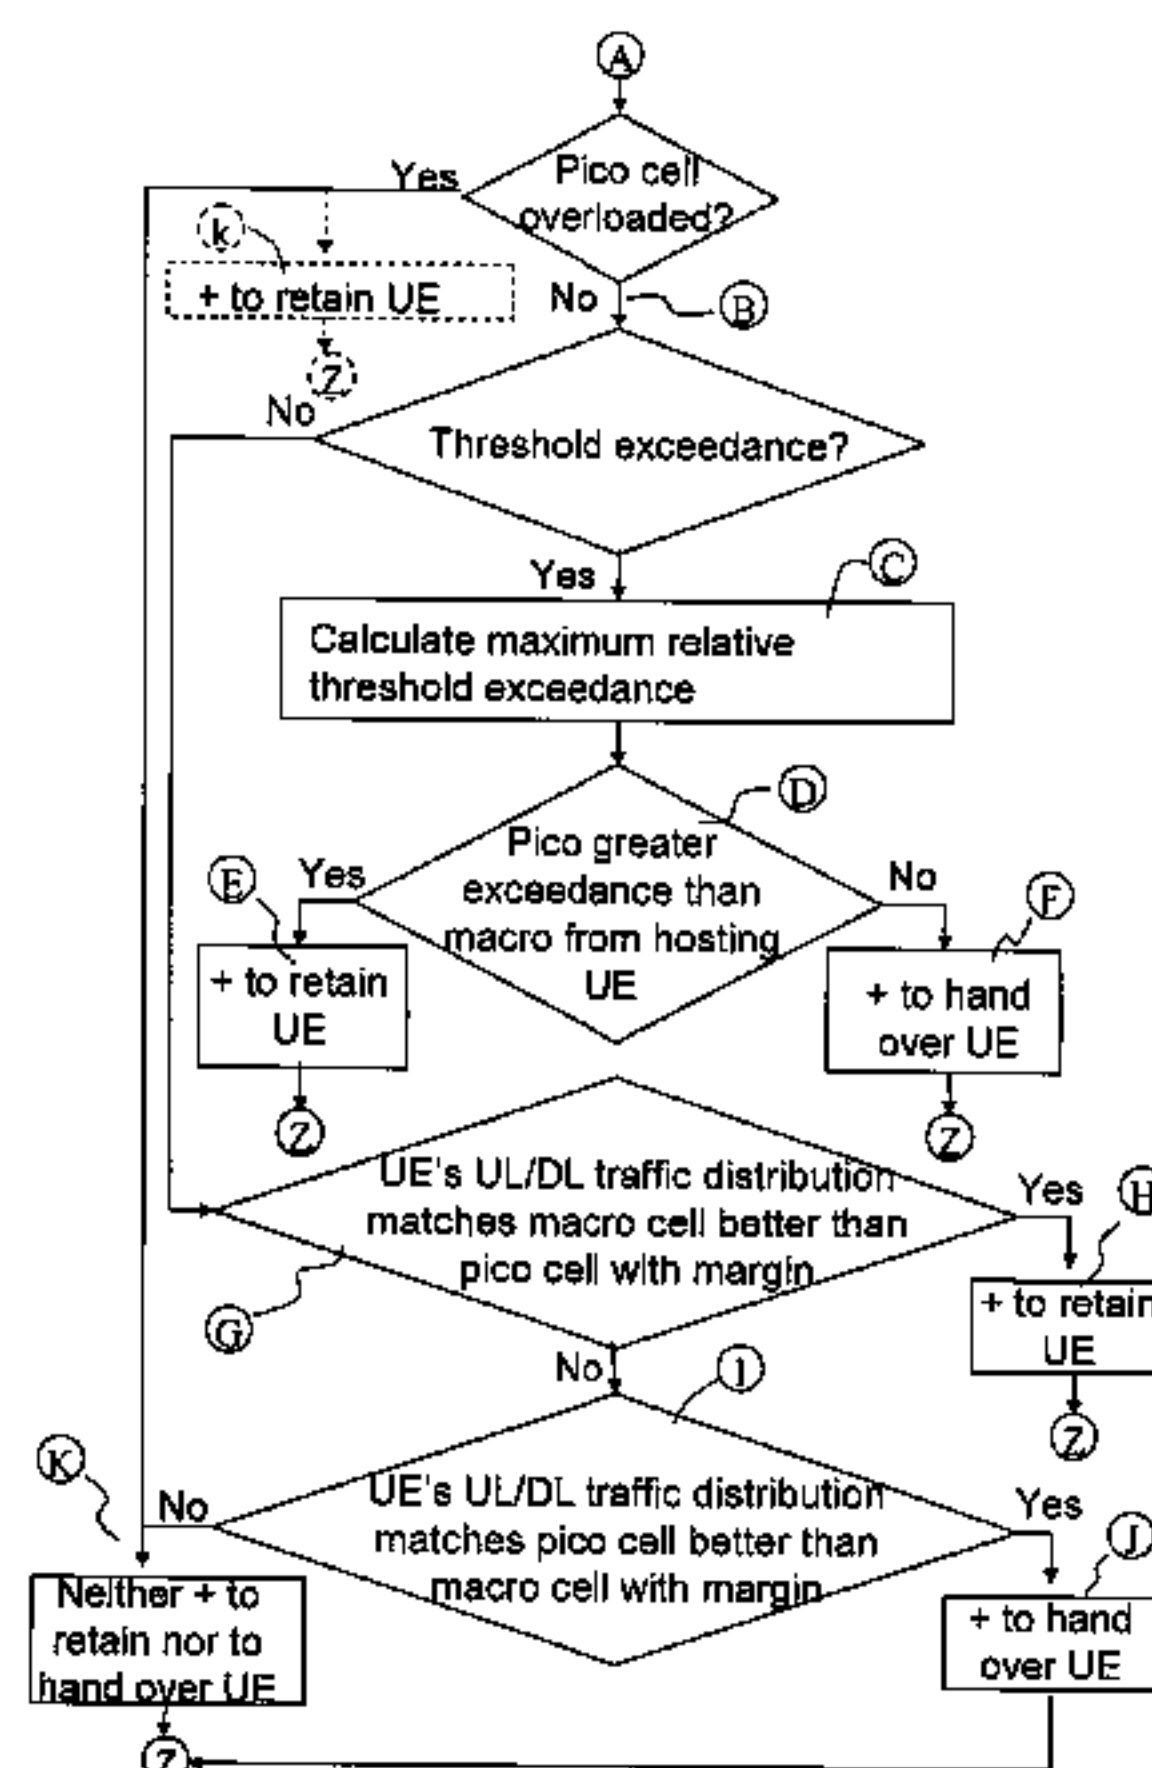 A
Pico cell
overloaded?
Yes
k
+ to retain UE
Z
No
B
No
Threshold exceedance?
Yes
C
Calculate maximum relative
threshold exceedance
D
Pico greater
exceedance than
macro from hosting
UE
Yes
E
No
F
+ to retain
UE
+ to hand
over UE
Z
Z
UE's UL/DL traffic distribution
matches macro cell better than
pico cell with margin
Yes
H
G
+ to retain
UE
Z
No
I
K
No
UE's UL/DL traffic distribution
matches pico cell better than
macro cell with margin
Yes
J
Neither + to
retain nor to
hand over UE
+ to hand
over UE
Z